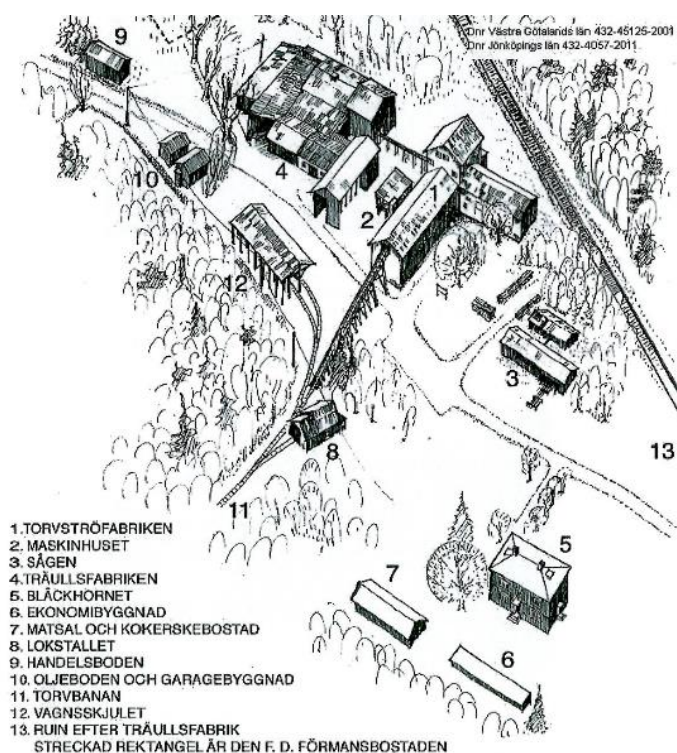 Dnr Västra Götalands län 432-45125-2001
Dnr Jönköpings län 432-4057-2011
9
10
4
2
12
3
8
13
11
5
7
6
1. TORVSTRÖFABRIKEN
2. MASKINHUSET
3. SÅGEN
4. TRÄULLSFABRIKEN
5. BLÄCKHORNET
6. EKONOMIBYGGNAD
7. MATSAL OCH KOKERSKEBOSTAD
8. LOKSTALLET
9. HANDELSBODEN
10. OLJEBODEN OCH GARAGEBYGGNAD
11. TORVBANAN
12. VAGNSSKJULET
13. RUIN EFTER TRÄULLSFABRIK
STRECKAD REKTANGEL ÄR DEN F. D. FÖRMANSBOSTADEN